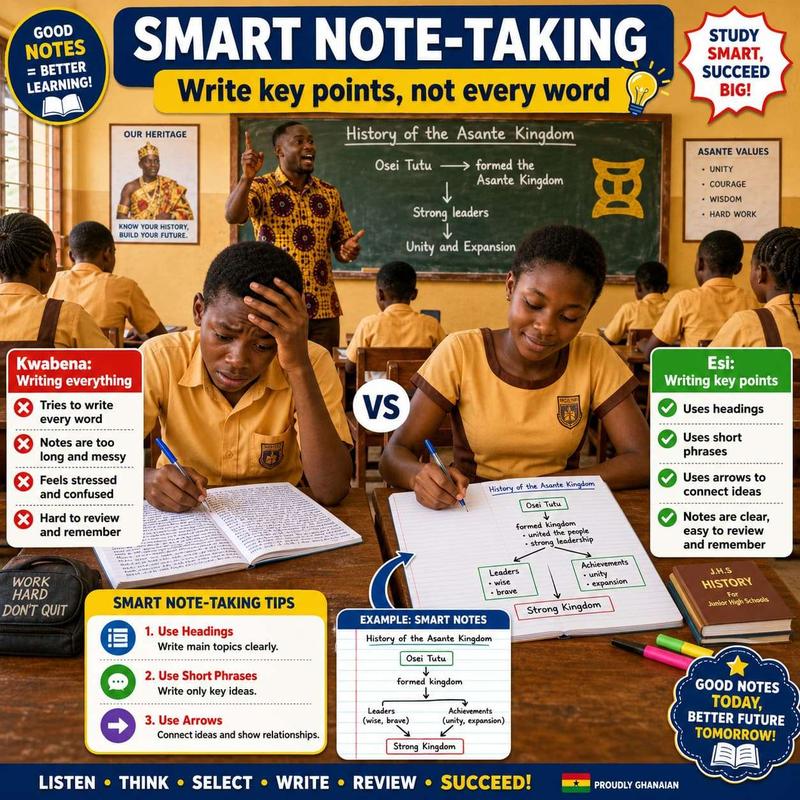 GOOD
NOTES
= BETTER
LEARNING!
SMART NOTE-TAKING
Write key points, not every word
STUDY
SMART,
SUCCEED
BIG!
OUR HERITAGE
KNOW YOUR HISTORY,
BUILD YOUR FUTURE.
History of the Asante Kingdom
Osei Tutu → formed the
Asante Kingdom
↓
Strong leaders
↓
Unity and Expansion
ASANTE VALUES
• UNITY
• COURAGE
• WISDOM
• HARD WORK
Kwabena:
Writing everything
Tries to write
every word
Notes are too
long and messy
Feels stressed
and confused
Hard to review
and remember
VS
Esi:
Writing key points
Uses headings
Uses short
phrases
Uses arrows to
connect ideas
Notes are clear,
easy to review
and remember
History of the Asante Kingdom
Osei Tutu
formed kingdom
• united the people
• strong leadership
Leaders
• wise
• brave
Achievements
• unity
• expansion
Strong Kingdom
WORK
HARD
DON'T QUIT
J.H.S
HISTORY
For
Junior High Schools
SMART NOTE-TAKING TIPS
1. Use Headings
Write main topics clearly.
2. Use Short Phrases
Write only key ideas.
3. Use Arrows
Connect ideas and show relationships.
EXAMPLE: SMART NOTES
History of the Asante Kingdom
Osei Tutu
formed kingdom
Leaders
(wise, brave)
Achievements
(unity, expansion)
Strong Kingdom
GOOD NOTES
TODAY,
BETTER FUTURE
TOMORROW!
LISTEN • THINK • SELECT • WRITE • REVIEW • SUCCEED!
PROUDLY GHANAIAN